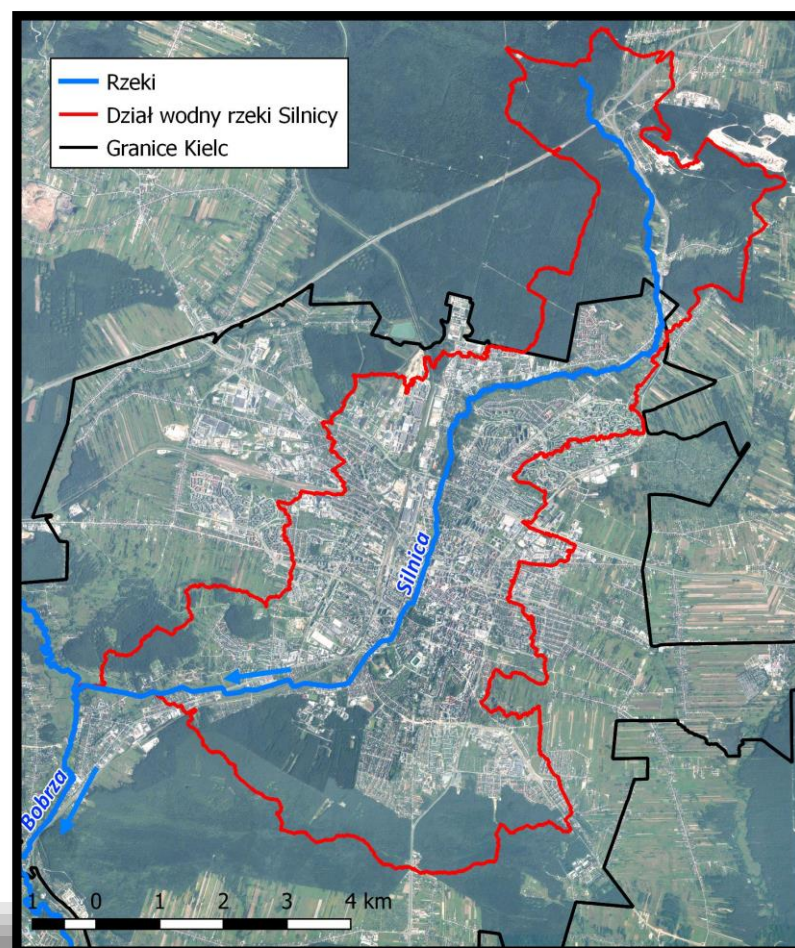 Rzeki
Dział wodny rzeki Silnicy
Granice Kielc
Silnica
Bobrza
1 0 1 2 3 4 km